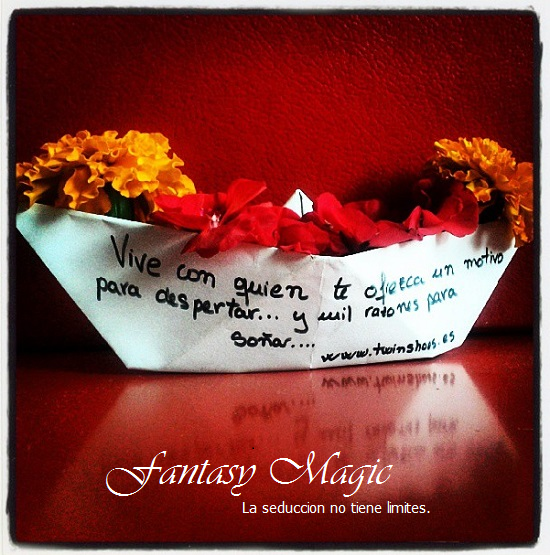 Vive con quien te ofrezca un motivo
para despertar... y mil razones para
soñar....
www.twinshous.es
Fantasy Magic
La seduccion no tiene limites.